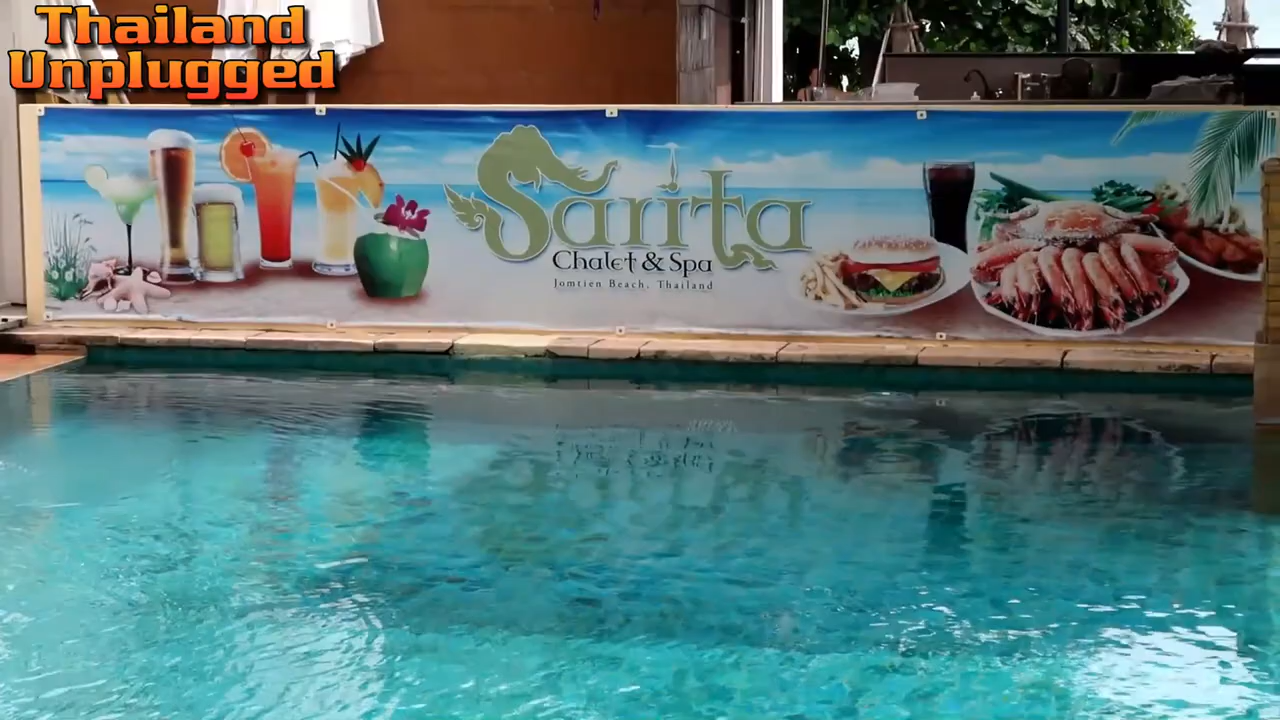 Thailand
Unplugged
Sarita
Chalet & Spa
Jomtien Beach, Thailand